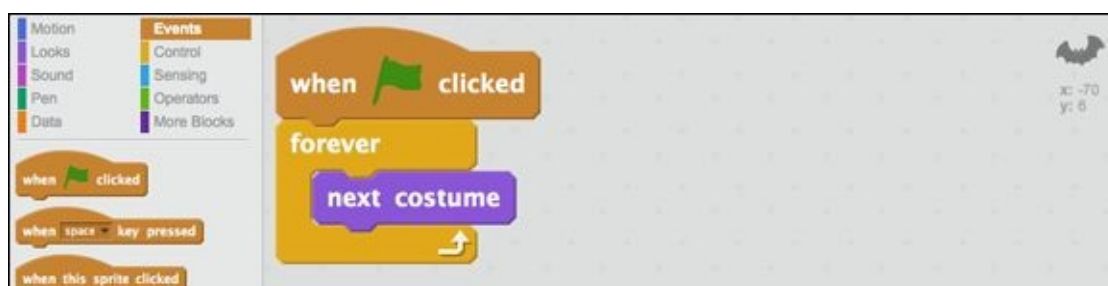 Motion Events
Looks Control
Sound Sensing
Pen Operators
Data More Blocks
when clicked
when space key pressed
when this sprite clicked
when clicked
forever
next costume
x: -70
y: 6